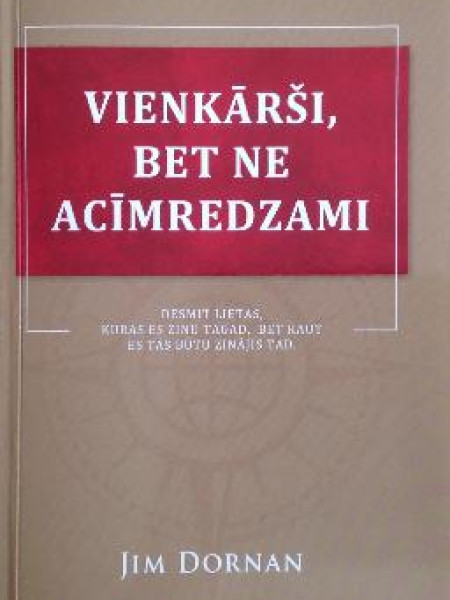 VIENKĀRŠI,
BET NE
ACĪMREDZAMI
DESMIT LIETAS,
KURAS ES ZINU TAGAD, BET KAUT
ES TĀS BŪTU ZINĀJIS TAD.
JIM DORNAN